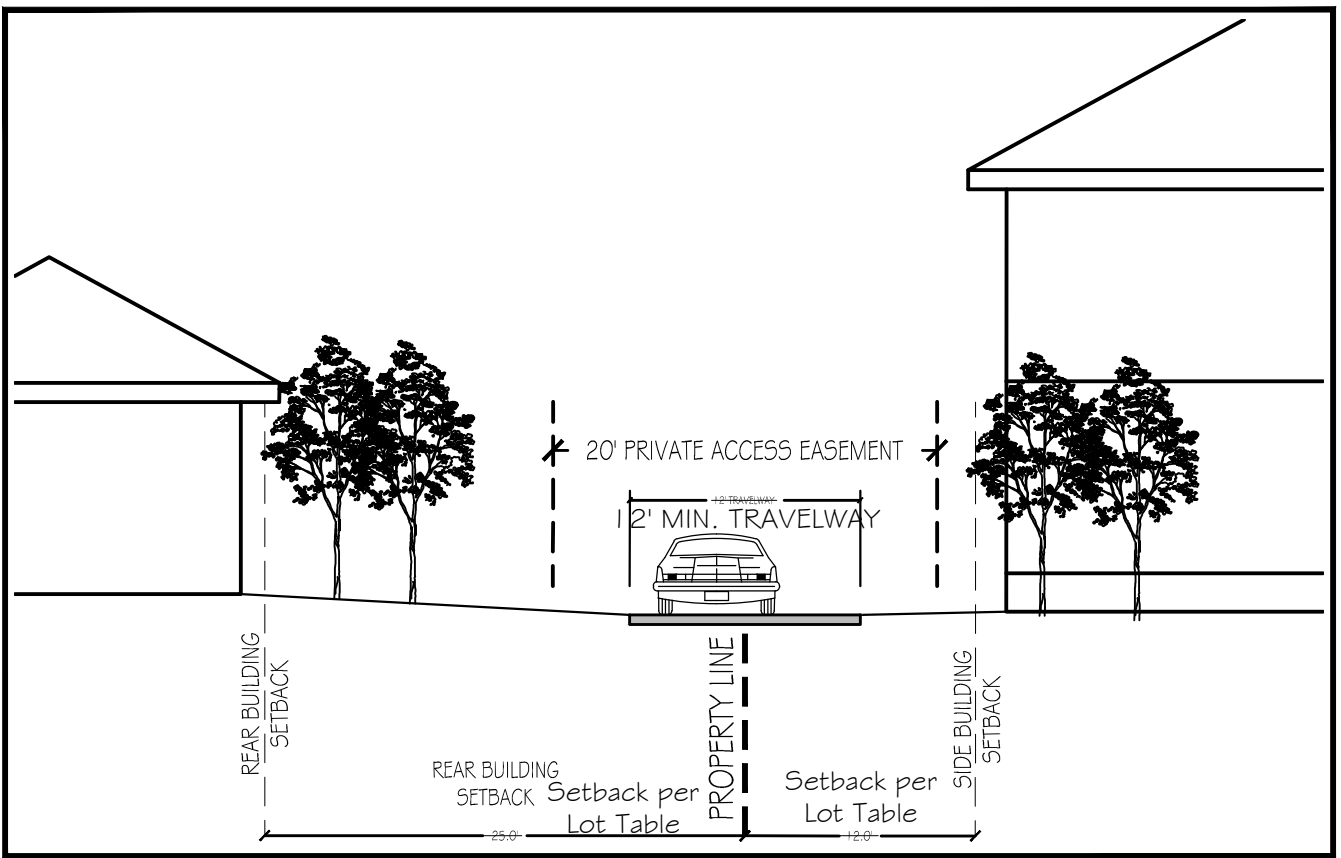 20' PRIVATE ACCESS EASEMENT
12' TRAVELWAY
12' MIN. TRAVELWAY
REAR BUILDING
SETBACK
PROPERTY LINE
SIDE BUILDING
SETBACK
REAR BUILDING
SETBACK
Setback per
Lot Table
Setback per
Lot Table
25.0'
12.0'